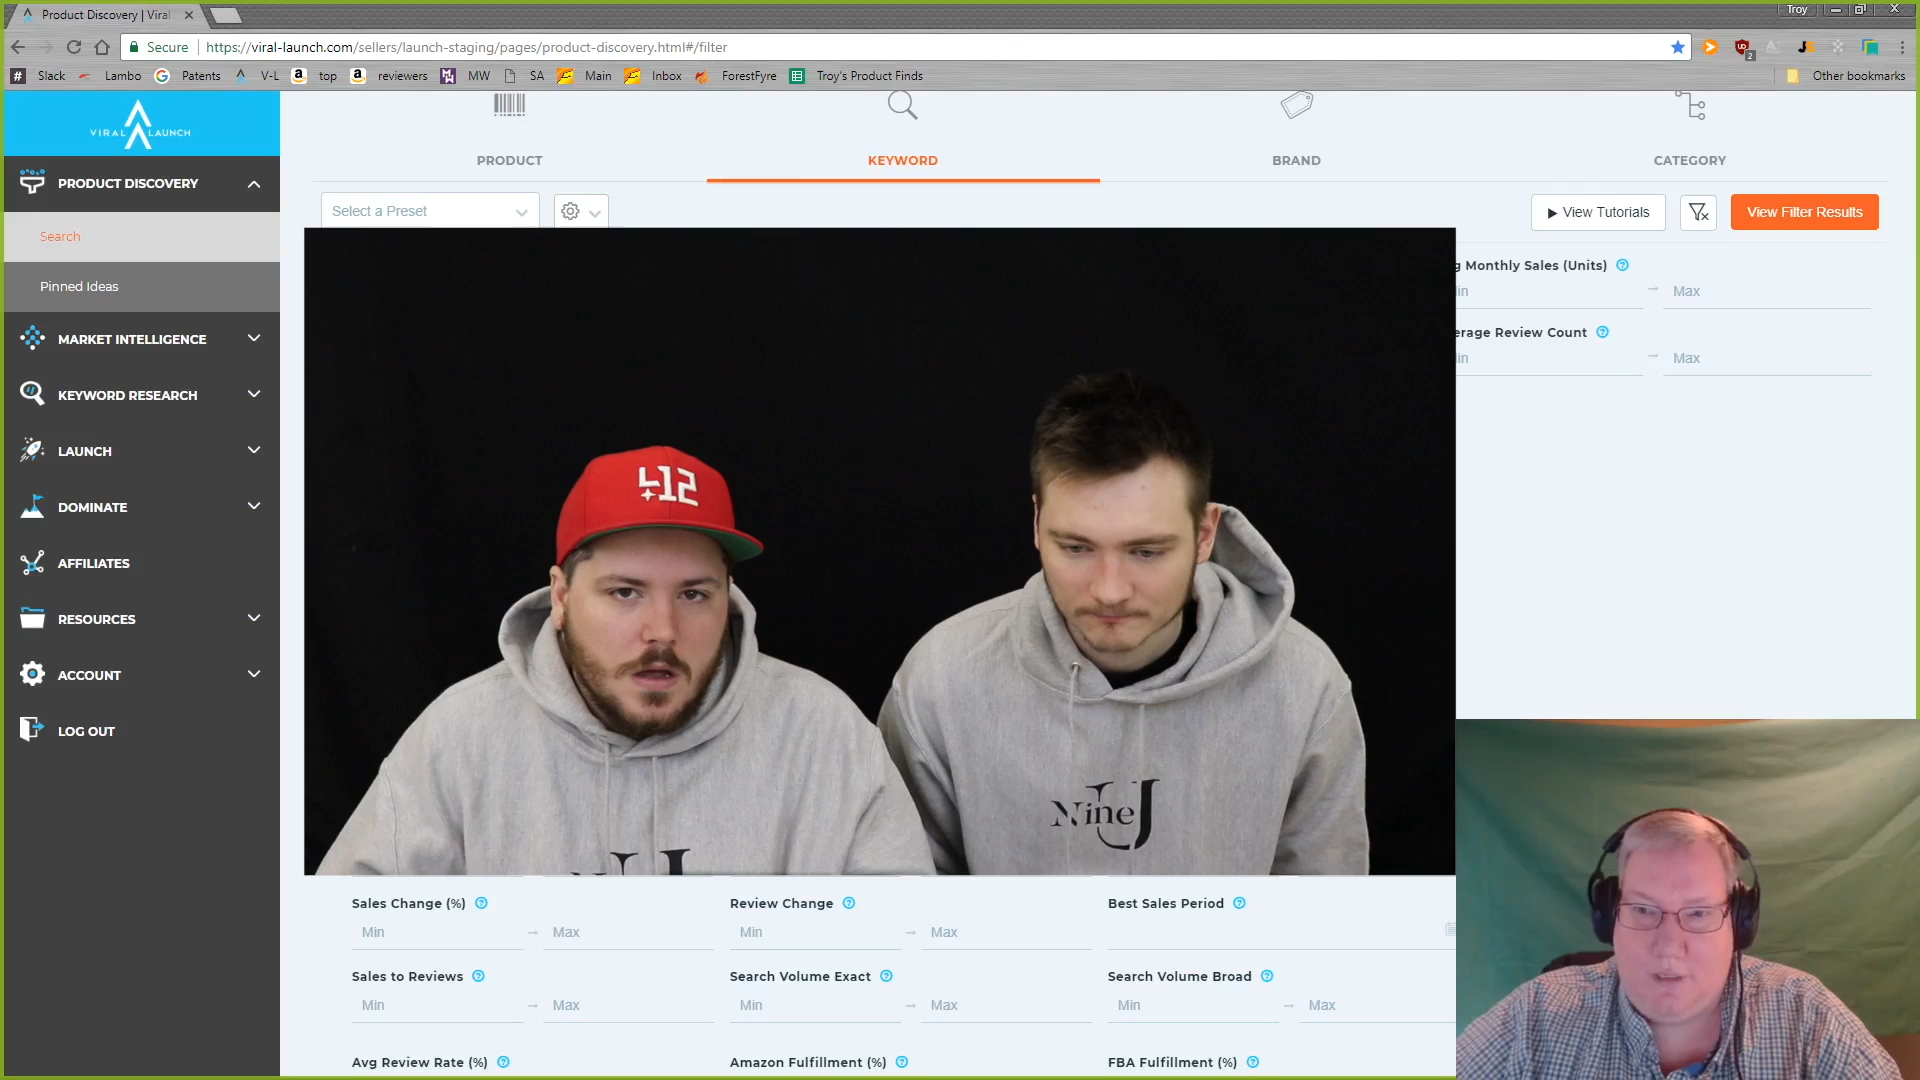 Product Discovery | Viral
Troy
Secure
https://viral-launch.com/sellers/launch-staging/pages/product-discovery.html#/filter
2
Slack
Lambo
Patents
V-L
top
reviewers
MW
SA
Main
Inbox
ForestFyre
Troy's Product Finds
Other bookmarks
VIRAL LAUNCH
PRODUCT DISCOVERY
Search
Pinned Ideas
MARKET INTELLIGENCE
KEYWORD RESEARCH
LAUNCH
DOMINATE
AFFILIATES
RESOURCES
ACCOUNT
LOG OUT
PRODUCT
KEYWORD
BRAND
CATEGORY
Select a Preset
View Tutorials
View Filter Results
Monthly Sales (Units)
Max
Review Count
Max
412
Nine J
Sales Change (%)
Review Change
Best Sales Period
Min
Max
Min
Max
Sales to Reviews
Search Volume Exact
Search Volume Broad
Min
Max
Min
Max
Min
Max
Avg Review Rate (%)
Amazon Fulfillment (%)
FBA Fulfillment (%)